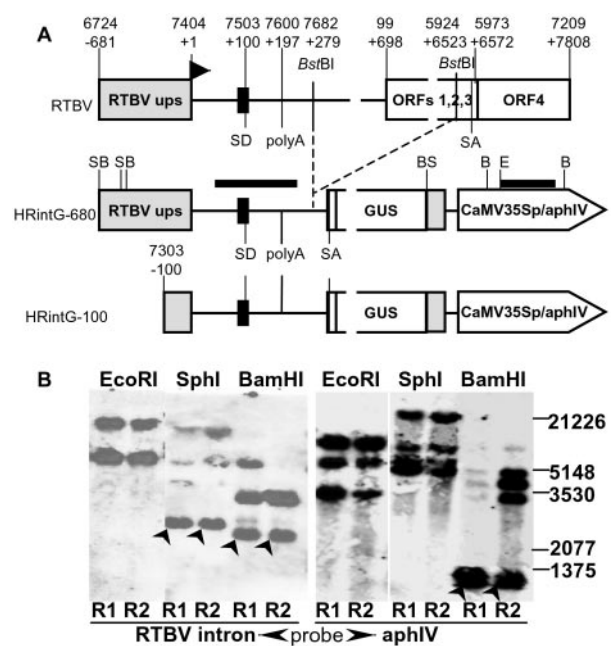 A
6724 7404 7503 7600 7682 99 5924 5973 7209
-681 +1 +100 +197 +279 +698 +6523 +6572 +7808
BstBI BstBI
RTBV RTBV ups ORFs 1,2,3 ORF4
SD polyA SA
SB SB BS B E B
HRintG-680 RTBV ups GUS CaMV35Sp/aphIV
7303 SD polyA SA
-100
HRintG-100 GUS CaMV35Sp/aphIV
B
EcoRI SphI BamHI EcoRI SphI BamHI
21226
5148
3530
2077
1375
R1 R2 R1 R2 R1 R2 R1 R2 R1 R2 R1 R2
RTBV intron probe aphIV